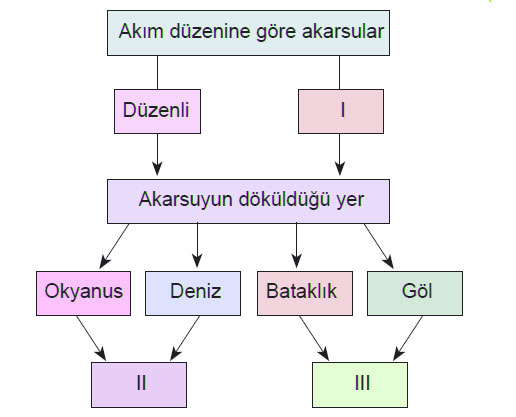 Akım düzenine göre akarsular
Düzenli
I
Akarsuyun döküldüğü yer
Okyanus
Deniz
Bataklık
Göl
II
III